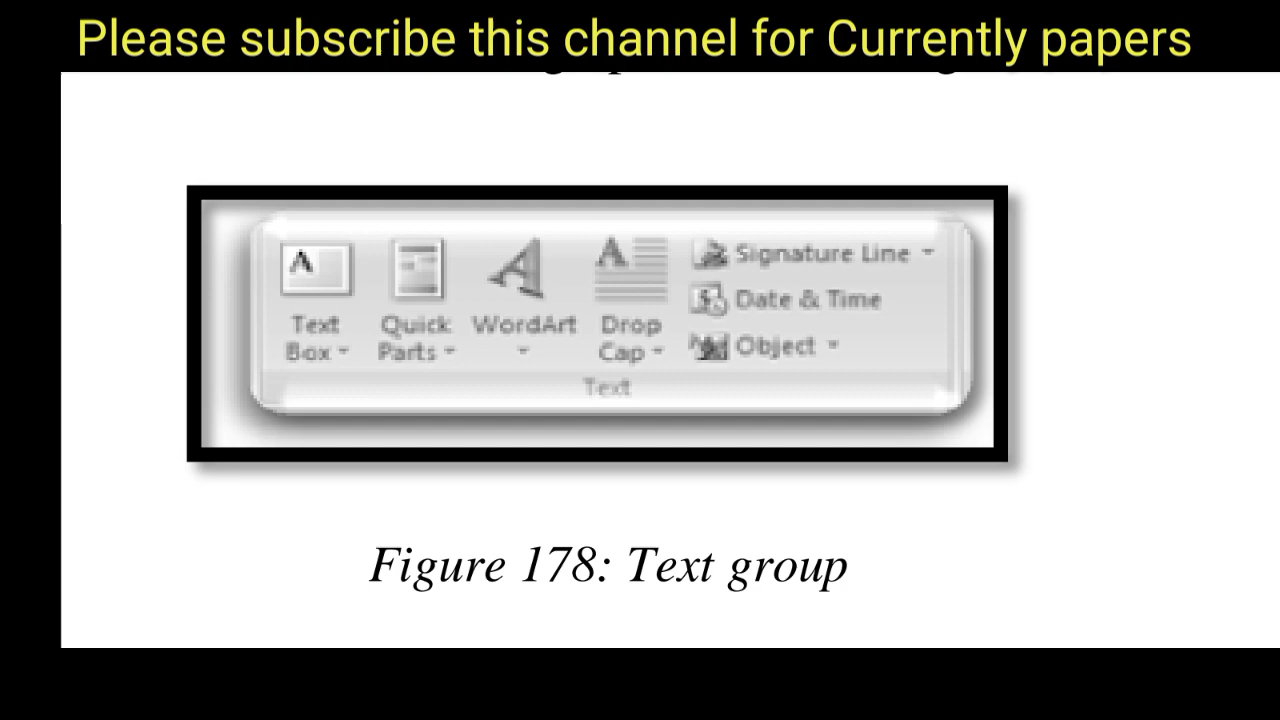 Please subscribe this channel for Currently papers
Text Box
Quick Parts
WordArt
Drop Cap
Signature Line
Date & Time
Object
Text
Figure 178: Text group